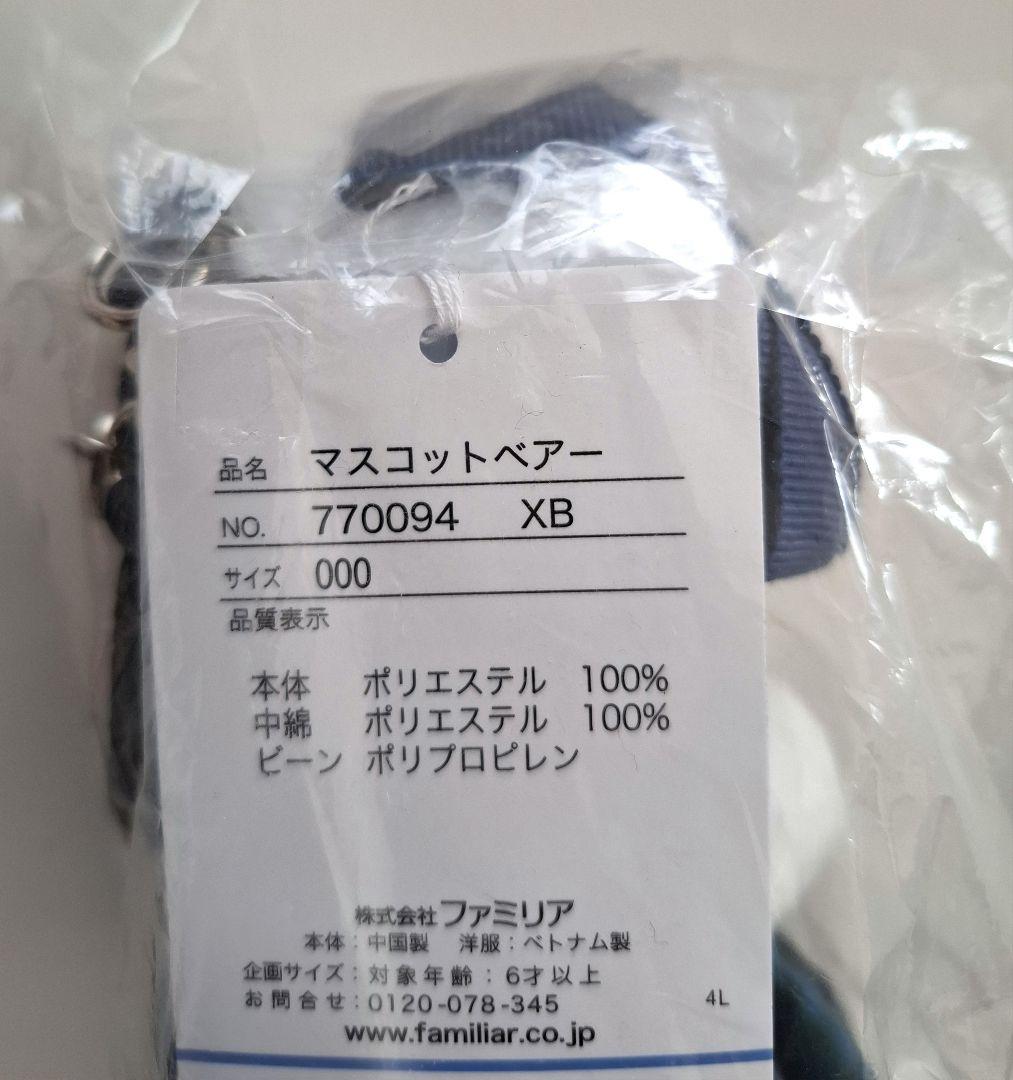 品名 マスコットベアー
NO. 770094 XB
サイズ 000
品質表示
本体 ポリエステル 100%
中綿 ポリエステル 100%
ビーン ポリプロピレン
株式会社ファミリア
本体：中国製 洋服：ベトナム製
企画サイズ：対象年齢：6才以上
お問合せ：0120-078-345
4L
www.familiar.co.jp